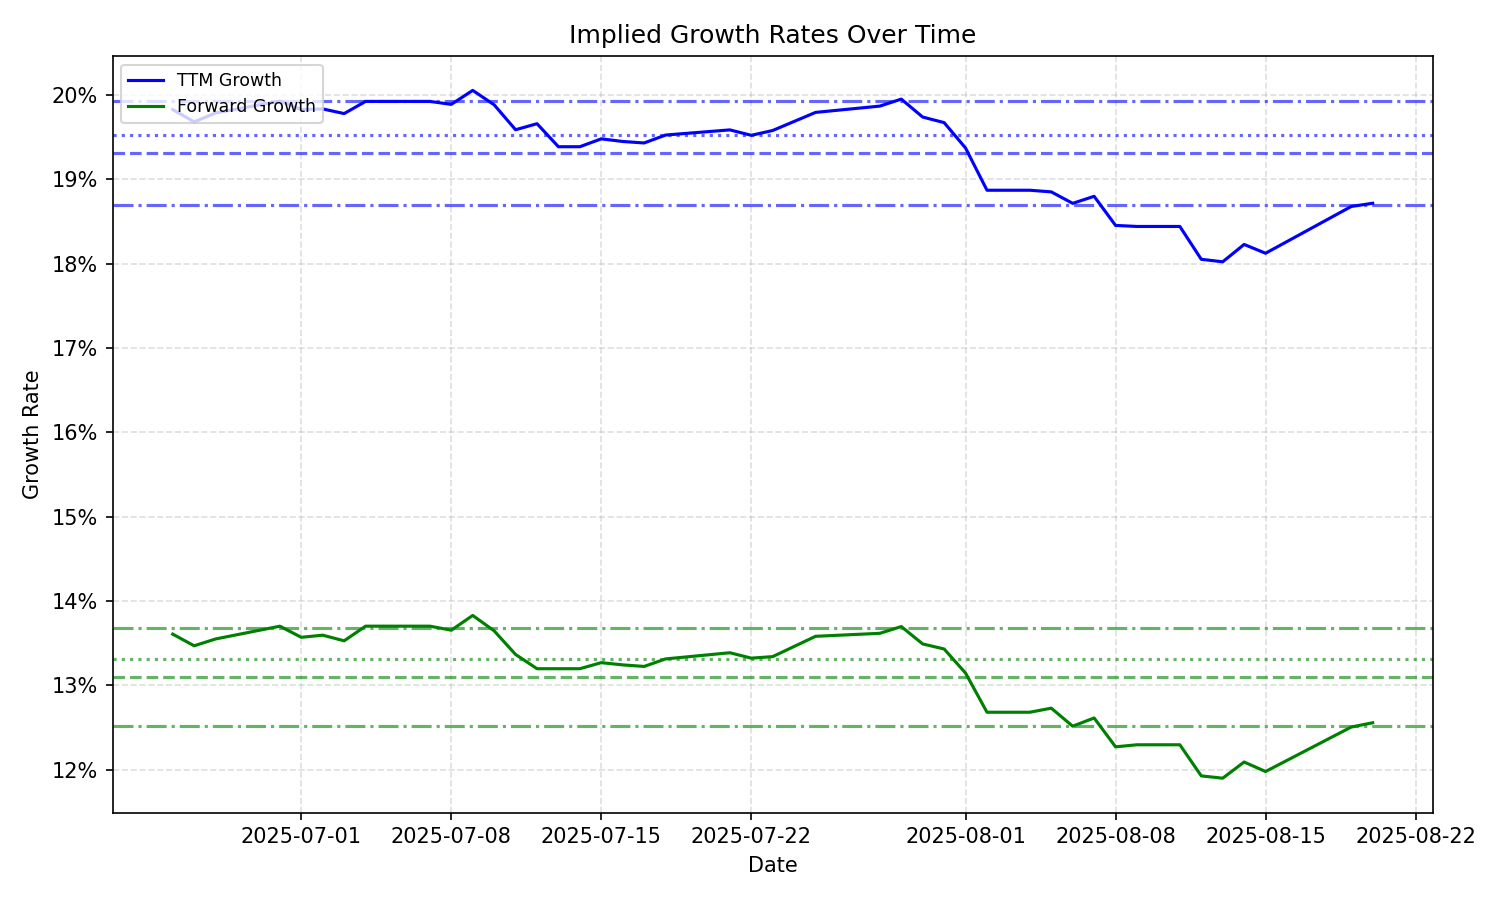 Implied Growth Rates Over Time
TTM Growth
Forward Growth
20%
19%
18%
17%
16%
15%
14%
13%
12%
Growth Rate
2025-07-01 2025-07-08 2025-07-15 2025-07-22 2025-08-01 2025-08-08 2025-08-15 2025-08-22
Date